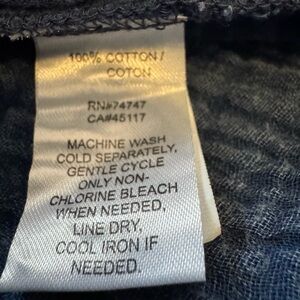 100% COTTON /
COTON
RN#74747
CA#45117
MACHINE WASH
COLD SEPARATELY,
GENTLE CYCLE
ONLY NON-
CHLORINE BLEACH
WHEN NEEDED,
LINE DRY,
COOL IRON IF
NEEDED.